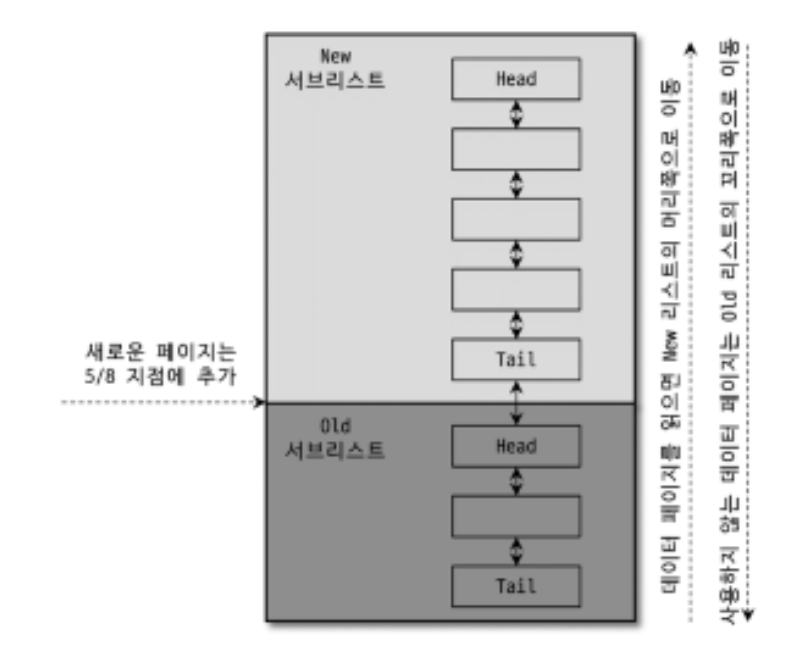 New
서브리스트
Head
Tail
새로운 페이지는
5/8 지점에 추가
Old
서브리스트
Head
Tail
데이터 페이지를 읽으면 New 리스트의 머리쪽으로 이동
사용하지 않는 데이터 페이지는 Old 리스트의 꼬리쪽으로 이동